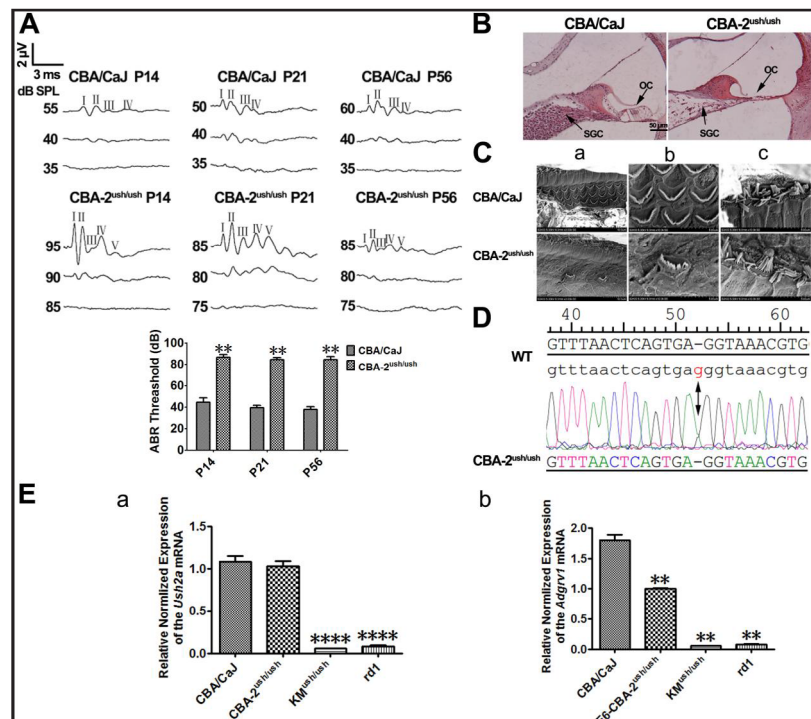 A
2 µV
3 ms
dB SPL
CBA/CaJ P14
I II III IV
55
40
35
CBA/CaJ P21
I II III IV
50
40
35
CBA/CaJ P56
I II III IV
60
40
35
CBA-2ush/ush P14
I II III IV V
95
90
85
CBA-2ush/ush P21
I II III IV V
85
80
75
CBA-2ush/ush P56
I II III IV V
85
80
75
ABR Threashold (dB)
100
80
60
40
20
0
** ** **
P14 P21 P56
CBA/CaJ
CBA-2ush/ush
B
CBA/CaJ CBA-2ush/ush
OC
SGC
50 µm
OC
SGC
C
a b c
CBA/CaJ
CBA-2ush/ush
D
40 50 60
GTTTAACTCAGTGA-GGTAAACGTG
WT
gtttaactcagtgagggtaaacgtg
CBA-2ush/ush
GTTTAACTCAGTGA-GGTAAACGTG
E
a
Relative Normlized Expression
of the Ush2a mRNA
1.5
1.0
0.5
0.0
**** ****
CBA/CaJ
CBA-2ush/ush
KMush/ush
rd1
b
Relative Normlized Expression
of the Adgrv1 mRNA
2.0
1.5
1.0
0.5
0.0
** ** **
CBA/CaJ
E6-CBA-2ush/ush
KMush/ush
rd1